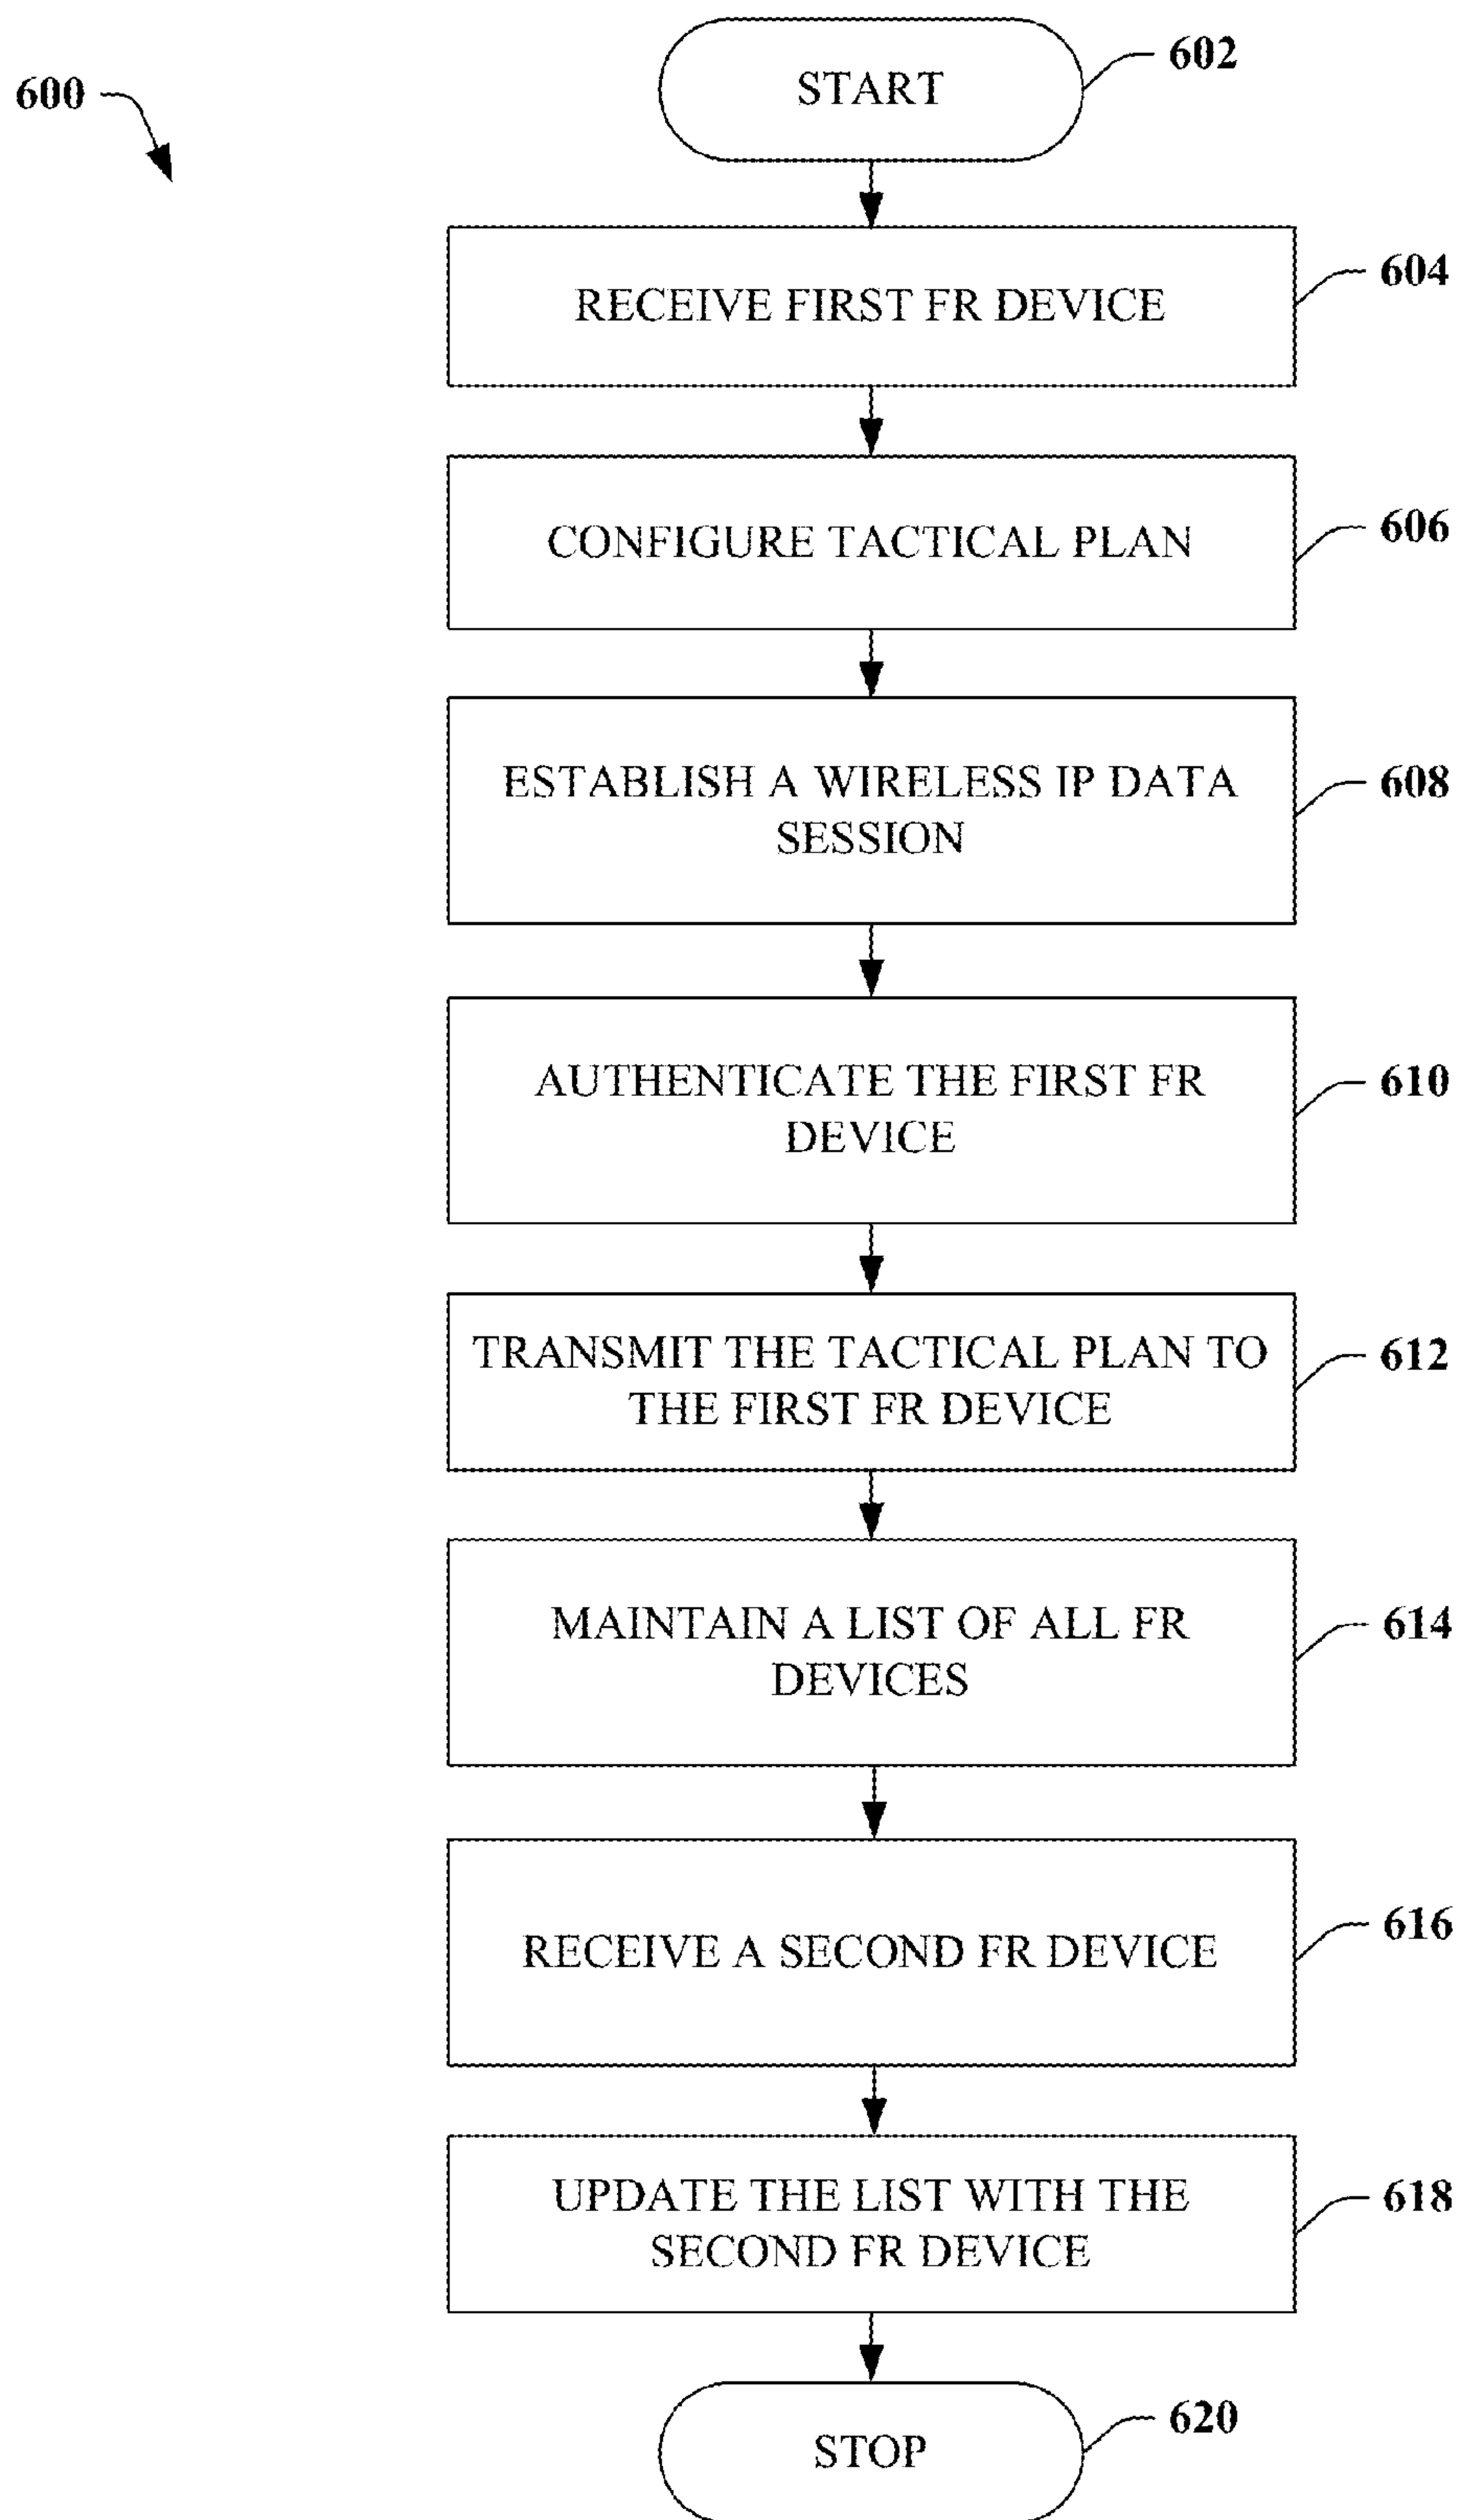 600
START
602
RECEIVE FIRST FR DEVICE
604
CONFIGURE TACTICAL PLAN
606
ESTABLISH A WIRELESS IP DATA
SESSION
608
AUTHENTICATE THE FIRST FR
DEVICE
610
TRANSMIT THE TACTICAL PLAN TO
THE FIRST FR DEVICE
612
MAINTAIN A LIST OF ALL FR
DEVICES
614
RECEIVE A SECOND FR DEVICE
616
UPDATE THE LIST WITH THE
SECOND FR DEVICE
618
STOP
620